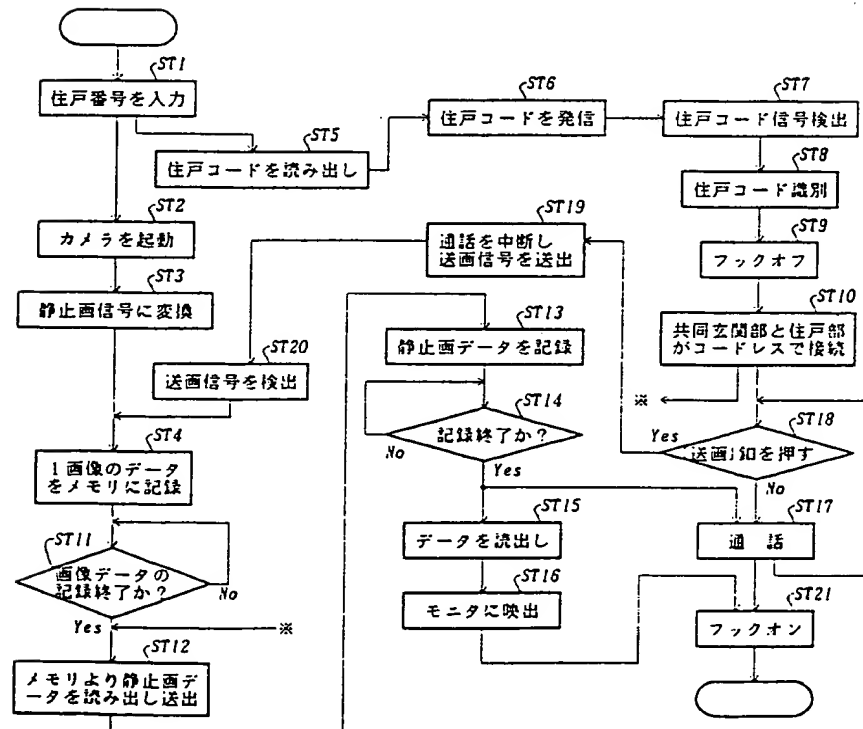 ST1
住戸番号を入力
ST5
住戸コードを読み出し
ST6
住戸コードを発信
ST7
住戸コード信号検出
ST8
住戸コード識別
ST9
フックオフ
ST10
共同玄関部と住戸部
がコードレスで接続
※
ST2
カメラを起動
ST3
静止画信号に変換
ST19
通話を中断し
送画信号を送出
ST20
送画信号を検出
ST4
1画像のデータ
をメモリに記録
ST11
画像データの
記録終了か?
No
Yes
※
ST12
メモリより静止画デ
ータを読み出し送出
ST13
静止画データを記録
ST14
記録終了か?
No
Yes
ST15
データを読出し
ST16
モニタに映出
ST18
送画釦を押す
Yes
No
ST17
通 話
ST21
フックオン